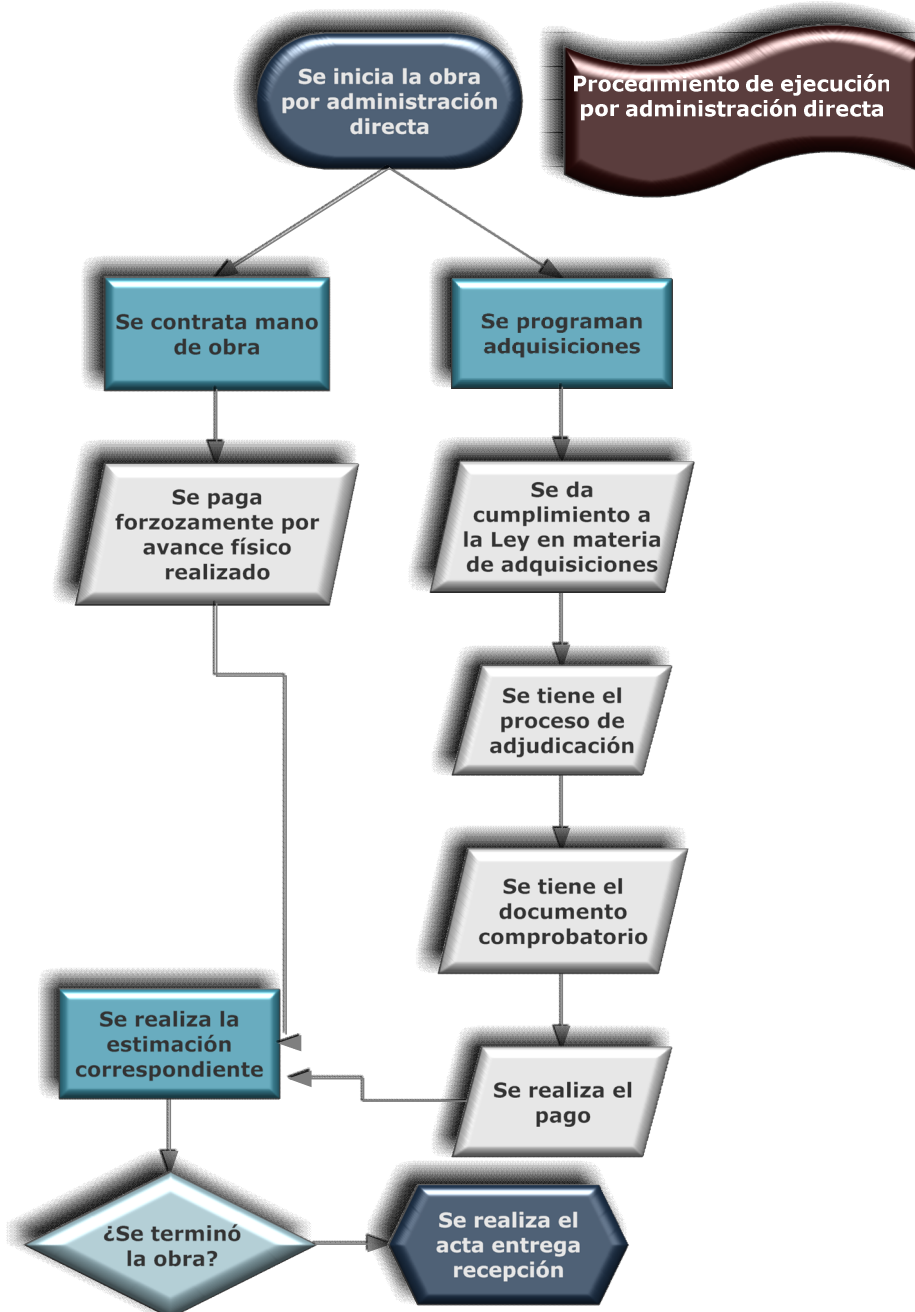 Se inicia la obra
por administración
directa
Procedimiento de ejecución
por administración directa
Se contrata mano
de obra
Se programan
adquisiciones
Se paga
forzozamente por
avance físico
realizado
Se da
cumplimiento a
la Ley en materia
de adquisiciones
Se tiene el
proceso de
adjudicación
Se tiene el
documento
comprobatorio
Se realiza la
estimación
correspondiente
Se realiza el
pago
¿Se terminó
la obra?
Se realiza el
acta entrega
recepción